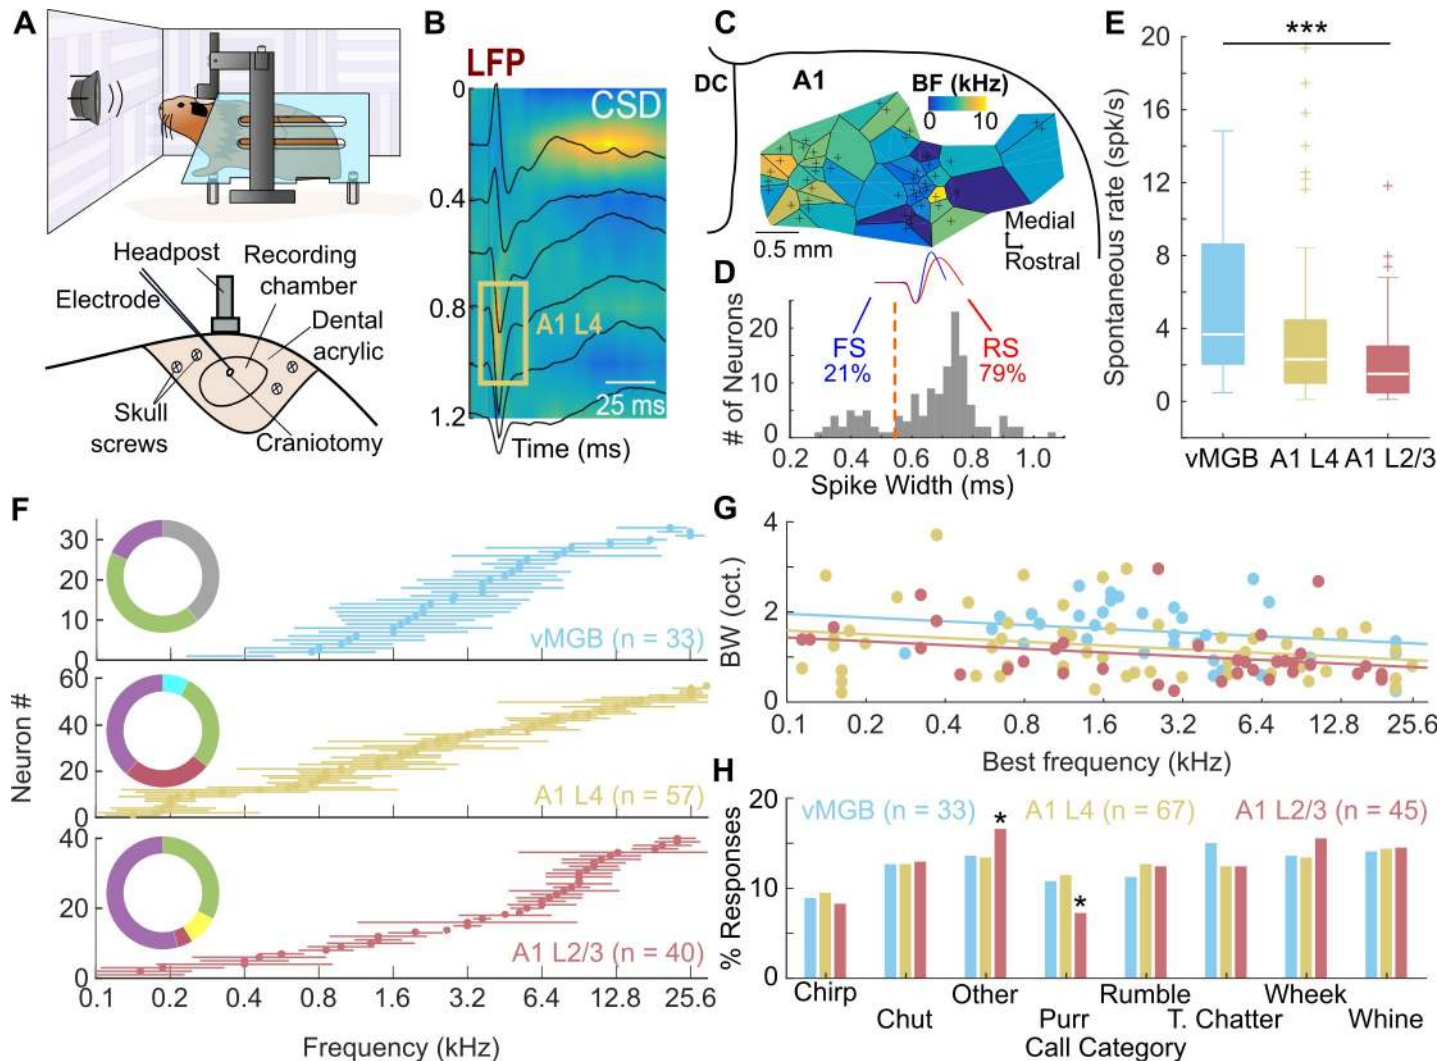 A
Headpost
Recording
chamber
Electrode
Dental
acrylic
Skull
screws
Craniotomy
B
LFP
CSD
0
0.4
0.8
1.2
A1 L4
25 ms
Time (ms)
C
DC
A1
BF (kHz)
0 10
0.5 mm
Medial
Rostral
D
# of Neurons
20
10
0
FS
21%
RS
79%
0.2 0.4 0.6 0.8 1.0
Spike Width (ms)
E
***
Spontaneous rate (spk/s)
20
16
12
8
4
0
vMGB A1 L4 A1 L2/3
F
Neuron #
30
20
10
0
vMGB (n = 33)
60
40
20
0
A1 L4 (n = 57)
40
20
0
A1 L2/3 (n = 40)
0.1 0.2 0.4 0.8 1.6 3.2 6.4 12.8 25.6
Frequency (kHz)
G
BW (oct.)
4
2
0
0.1 0.2 0.4 0.8 1.6 3.2 6.4 12.8 25.6
Best frequency (kHz)
H
% Responses
20
10
0
vMGB (n = 33) A1 L4 (n = 67) A1 L2/3 (n = 45)
*
*
Chirp Other Rumble Wheek
Chut Purr T. Chatter Whine
Call Category